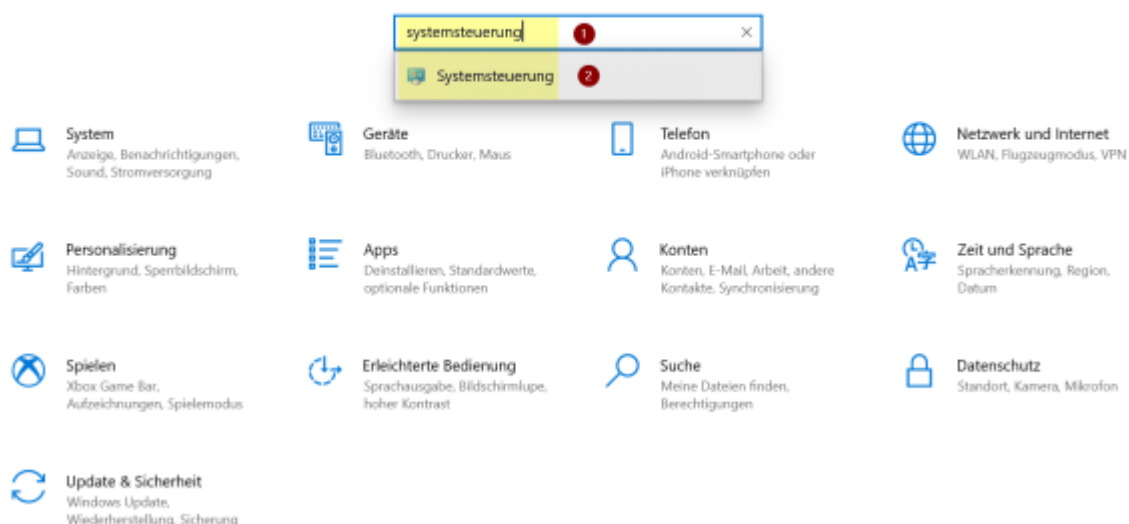 systemsteuerung 1
Systemsteuerung 2
System
Anzeige, Benachrichtigungen,
Sound, Stromversorgung
Geräte
Bluetooth, Drucker, Maus
Telefon
Android-Smartphone oder
iPhone verknüpfen
Netzwerk und Internet
WLAN, Flugzeugmodus, VPN
Personalisierung
Hintergrund, Sperrbildschirm,
Farben
Apps
Deinstallieren, Standardwerte,
optionale Funktionen
Konten
Konten, E-Mail, Arbeit, andere
Kontakte, Synchronisierung
Zeit und Sprache
Spracherkennung, Region,
Datum
Spielen
Xbox Game Bar,
Aufzeichnungen, Spielemodus
Erleichterte Bedienung
Sprachausgabe, Bildschirmlupe,
hoher Kontrast
Suche
Meine Dateien finden,
Berechtigungen
Datenschutz
Standort, Kamera, Mikrofon
Update & Sicherheit
Windows Update,
Wiederherstellung, Sicherung